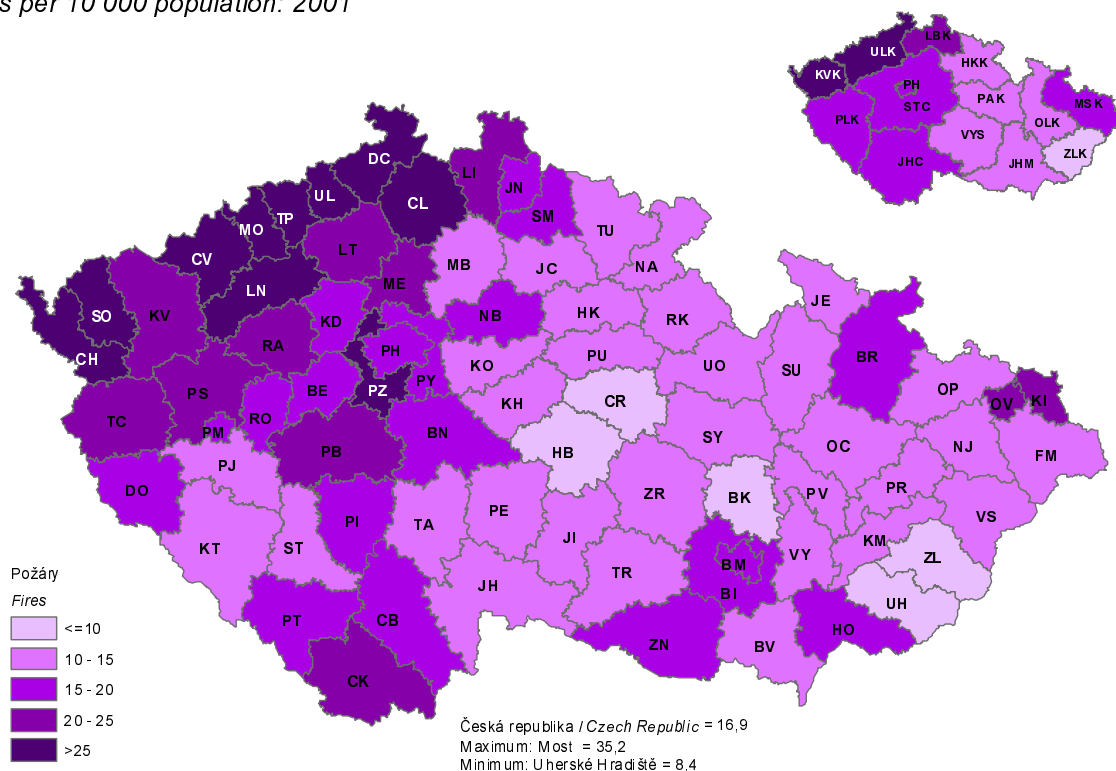 s per 10 000 population: 2001
LBK
ULK
HKK
KVK
PH
PAK
MSK
STC
PLK
OLK
VYS
ZLK
JHC
JHM
DC
LI
JN
UL
CL
TP
SM
MO
TU
LT
CV
MB
JC
NA
ME
LN
JE
SO
KV
NB
HK
RK
KD
RA
PH
PU
BR
CH
KO
UO
SU
PY
PS
BE
PZ
OP
KI
CR
KH
OV
RO
TC
PM
BN
SY
OC
NJ
PB
HB
FM
PJ
DO
PR
ZR
BK
PV
PI
TA
PE
VS
KT
ST
JI
KM
VY
ZL
BM
TR
JH
BI
UH
PT
CB
HO
ZN
BV
CK
Požáry
Fires
<=10
10 - 15
15 - 20
20 - 25
>25
Česká republika / Czech Republic = 16,9
Maximum: Most = 35,2
Minimum: Uherské Hradiště = 8,4